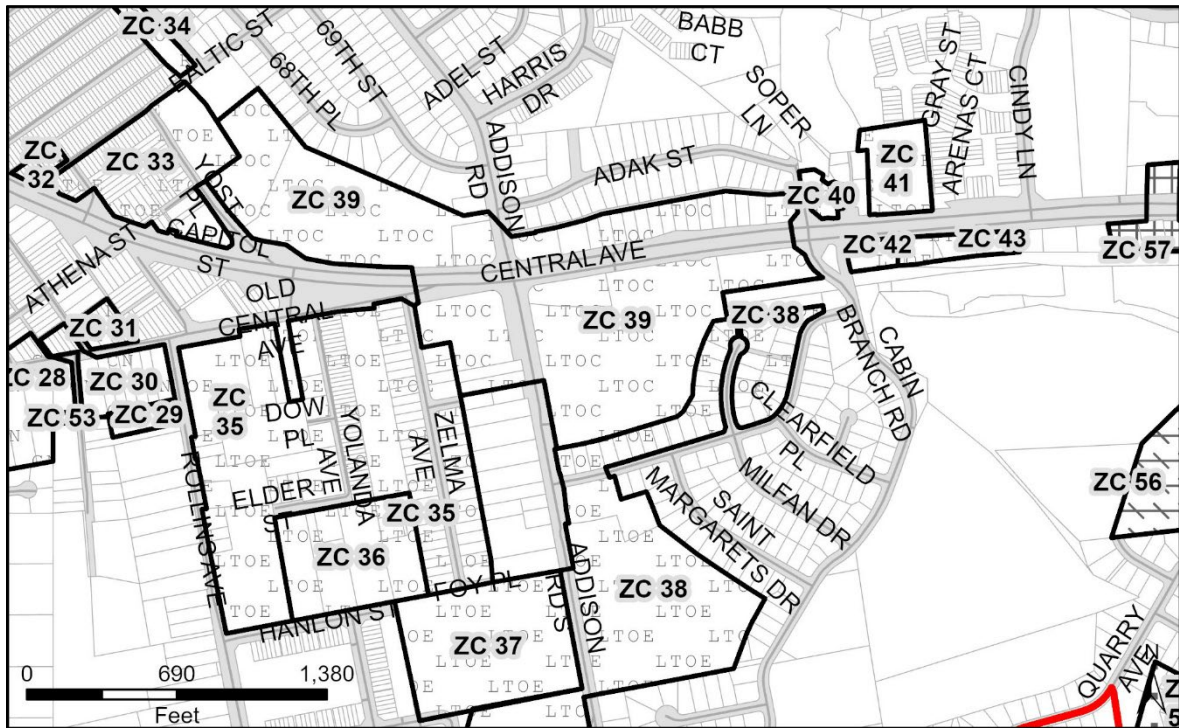 ZC 34
BALTIC ST
69TH ST
68TH PL
ADEL ST
HARRIS
DR
BABB
CT
SOPER
LN
GRAY ST
ARENAS CT
CINDY LN
ZC
32
ZC 33
YOST
PL
CAPITOL
ST
ZC 39
ADDISON
RD
ADAK ST
ZC 40
ZC
41
ATHENA ST
CENTRAL AVE
ZC 42
ZC 43
ZC 57
OLD
CENTRAL
AVE
ZC 31
ZC 39
ZC 38
CABIN
BRANCH RD
ZC 28
ZC 30
ZC 53
ZC 29
ZC
35
DOW
PL
YOLANDA
AVE
ZELMA
AVE
CLEARFIELD
PL
ROLLINS AVE
ELDER
ST
ZC 35
MILFAN DR
SAINT
MARGARETS DR
ZC 56
ZC 36
FOY PL
HANLON ST
ADDISON
RD S
ZC 38
ZC 37
QUARRY
AVE
0 690 1,380
Feet
LTOE
LTOC